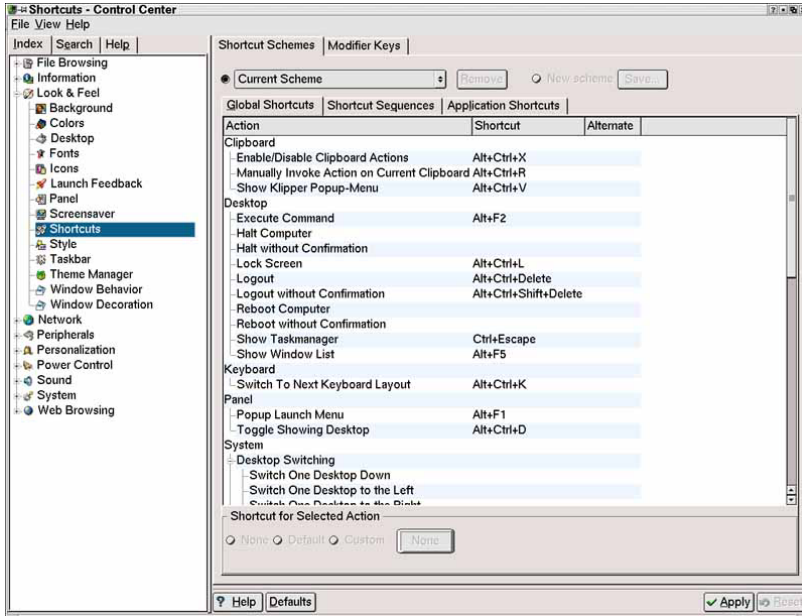 Shortcuts - Control Center
File View Help
Index Search Help
File Browsing
Information
Look & Feel
Background
Colors
Desktop
Fonts
Icons
Launch Feedback
Panel
Screensaver
Shortcuts
Style
Taskbar
Theme Manager
Window Behavior
Window Decoration
Network
Peripherals
Personalization
Power Control
Sound
System
Web Browsing
Shortcut Schemes Modifier Keys
Current Scheme Remove New scheme Save...
Global Shortcuts Shortcut Sequences Application Shortcuts
Action Shortcut Alternate
Clipboard
Enable/Disable Clipboard Actions Alt+Ctrl+X
Manually Invoke Action on Current Clipboard Alt+Ctrl+R
Show Klipper Popup-Menu Alt+Ctrl+V
Desktop
Execute Command Alt+F2
Halt Computer
Halt without Confirmation
Lock Screen Alt+Ctrl+L
Logout Alt+Ctrl+Delete
Logout without Confirmation Alt+Ctrl+Shift+Delete
Reboot Computer
Reboot without Confirmation
Show Taskmanager Ctrl+Escape
Show Window List Alt+F5
Keyboard
Switch To Next Keyboard Layout Alt+Ctrl+K
Panel
Popup Launch Menu Alt+F1
Toggle Showing Desktop Alt+Ctrl+D
System
Desktop Switching
Switch One Desktop Down
Switch One Desktop to the Left
Switch One Desktop to the Right
Shortcut for Selected Action
None Default Custom None
? Help Defaults Apply Reset